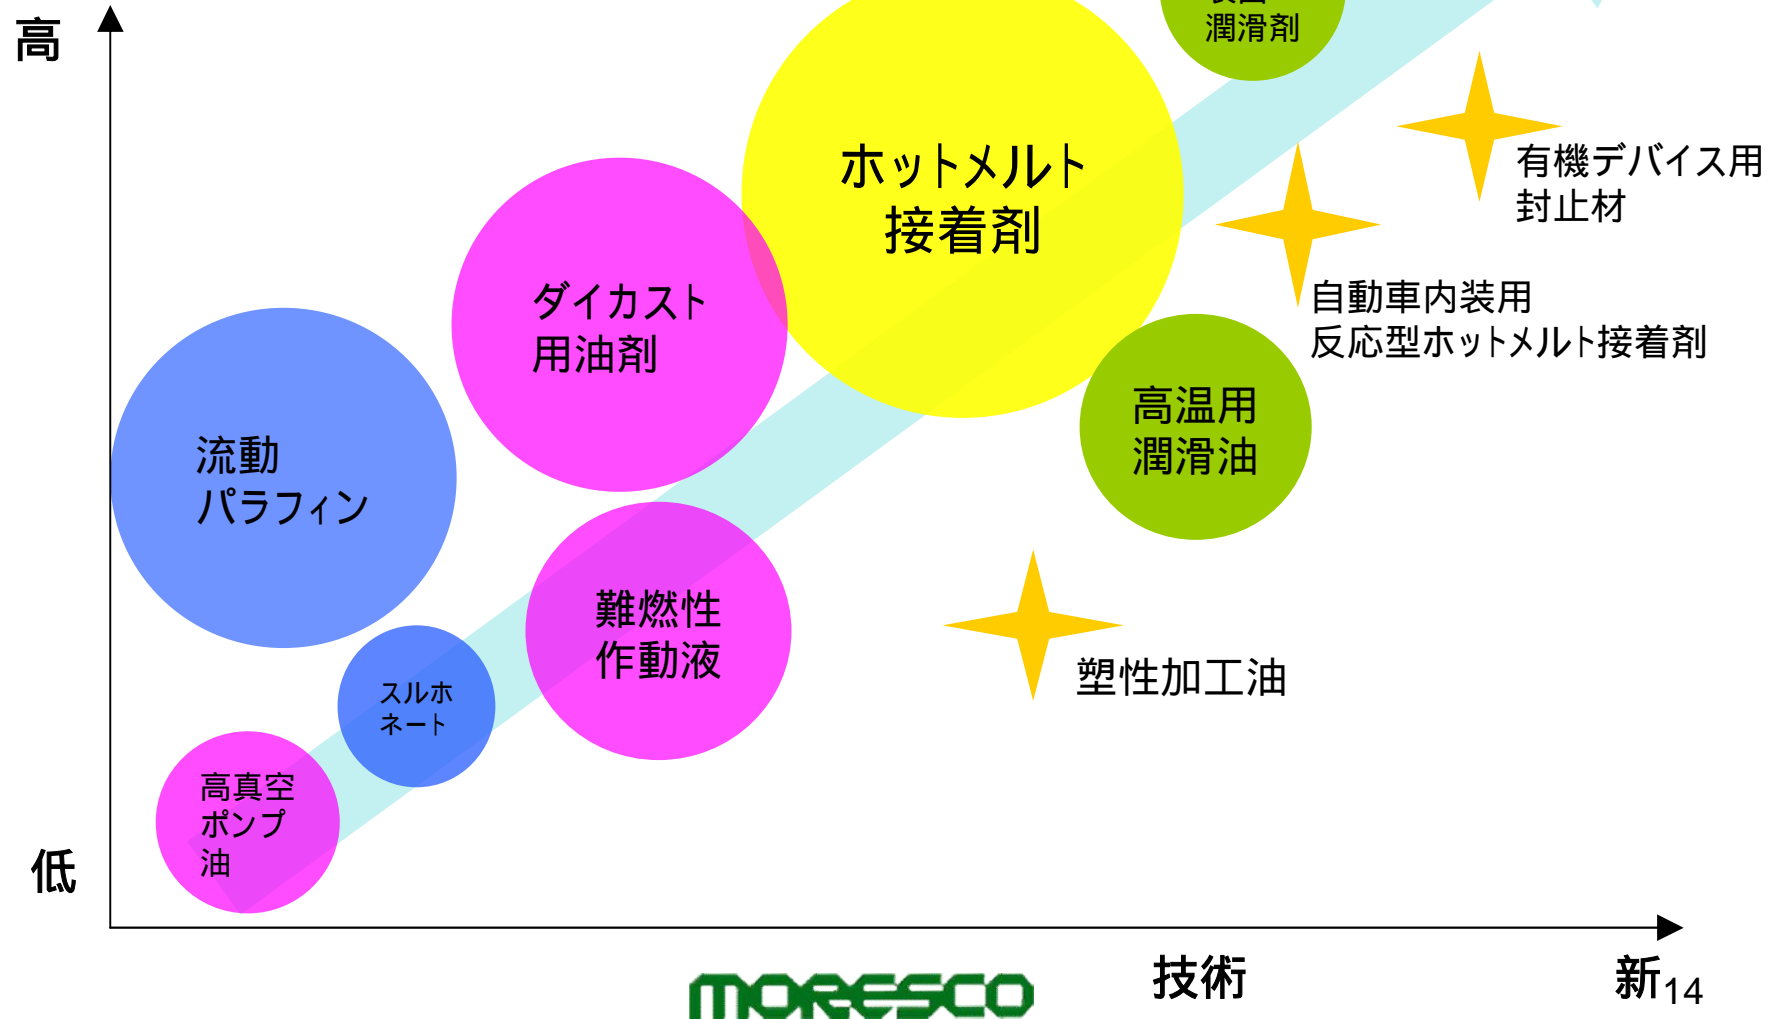 高
潤滑剤
有機デバイス用
封止材
ホットメルト
接着剤
自動車内装用
反応型ホットメルト接着剤
ダイカスト
用油剤
高温用
潤滑油
流動
パラフィン
難燃性
作動液
塑性加工油
スルホ
ネート
高真空
ポンプ
油
低
技術
新
14
MORESCO